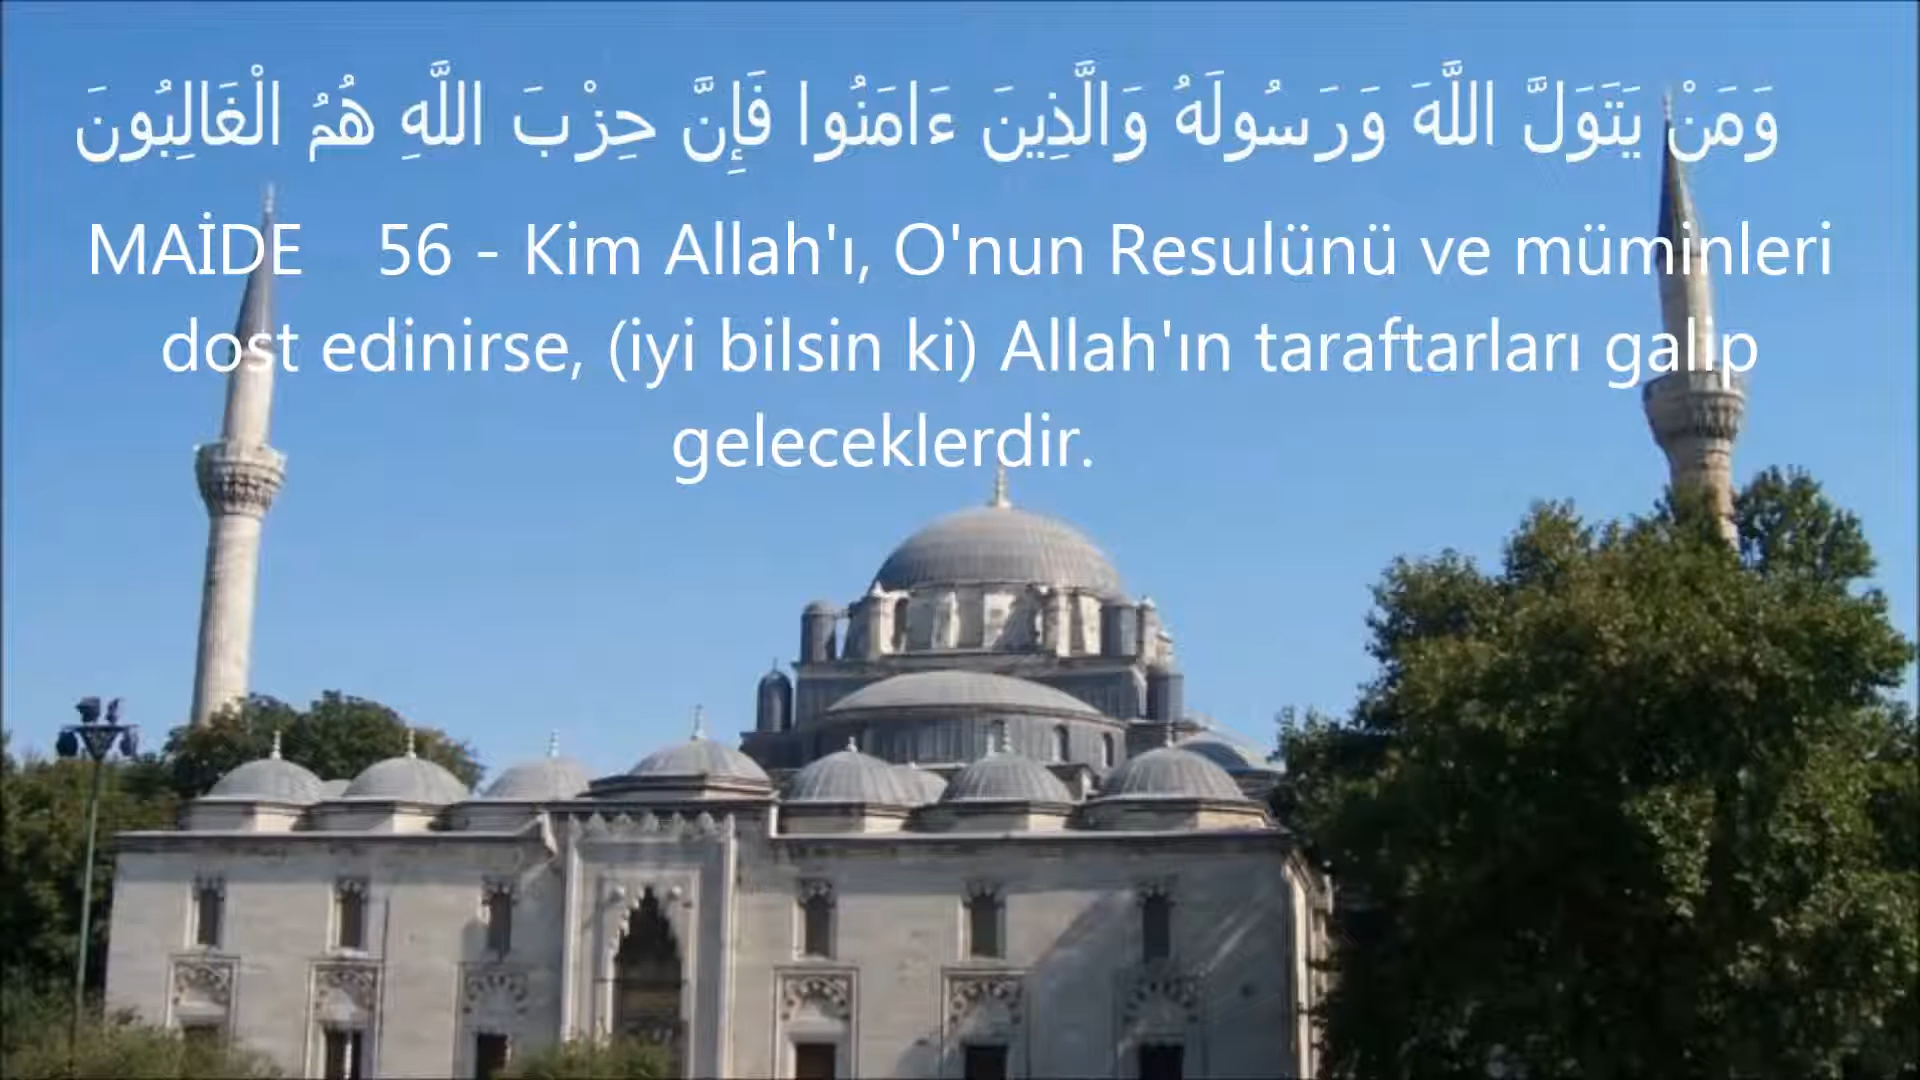 وَمَنْ يَتَوَلَّ اللَّهَ وَرَسُولَهُ وَالَّذِينَ ءَامَنُوا فَإِنَّ حِزْبَ اللَّهِ هُمُ الْغَالِبُونَ
MAİDE 56 - Kim Allah'ı, O'nun Resulünü ve müminleri
dost edinirse, (iyi bilsin ki) Allah'ın taraftarları galip
geleceklerdir.